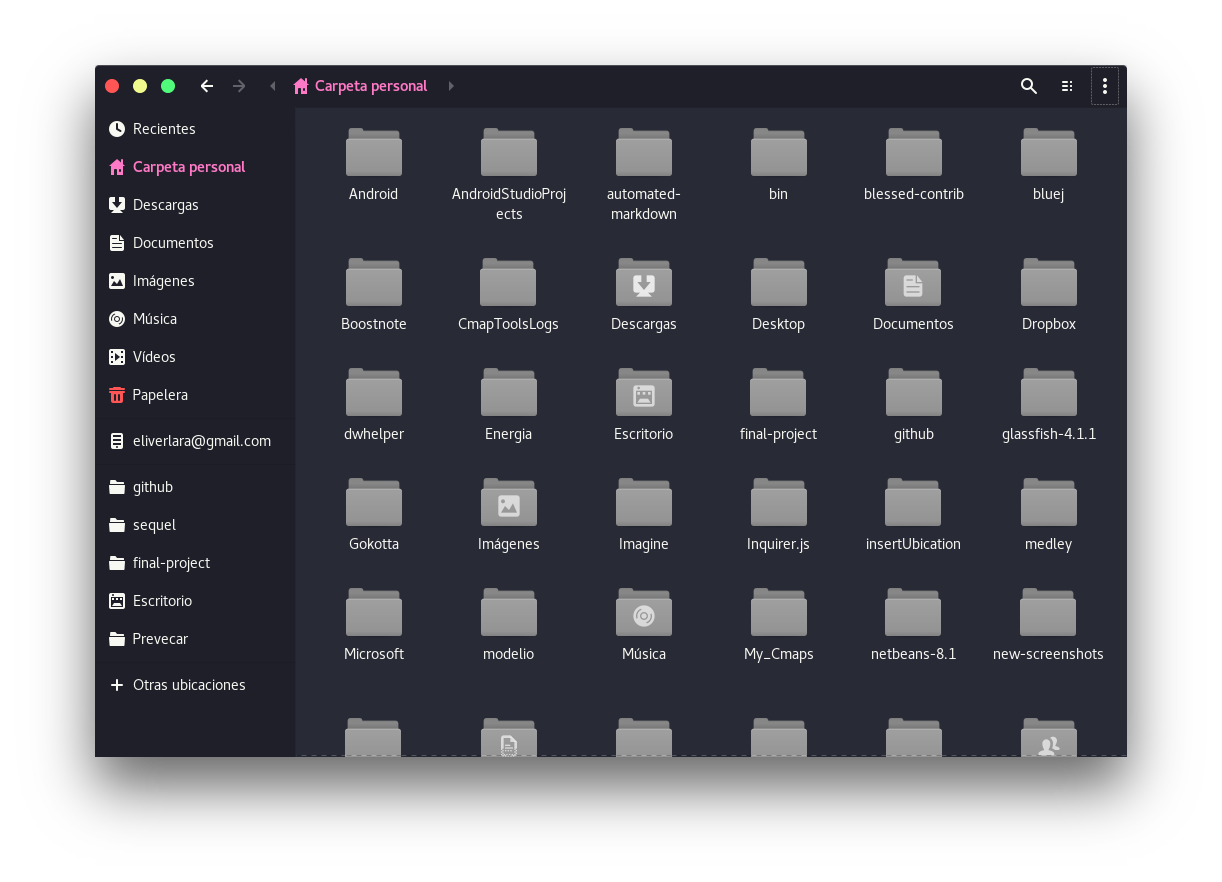 Carpeta personal
Recientes
Carpeta personal
Descargas
Documentos
Imágenes
Música
Vídeos
Papelera
eliverlara@gmail.com
github
sequel
final-project
Escritorio
Prevecar
Otras ubicaciones
Android
AndroidStudioProj
ects
automated-
markdown
bin
blessed-contrib
bluej
Boostnote
CmapToolsLogs
Descargas
Desktop
Documentos
Dropbox
dwhelper
Energia
Escritorio
final-project
github
glassfish-4.1.1
Gokotta
Imágenes
Imagine
Inquirer.js
insertUbication
medley
Microsoft
modelio
Música
My_Cmaps
netbeans-8.1
new-screenshots